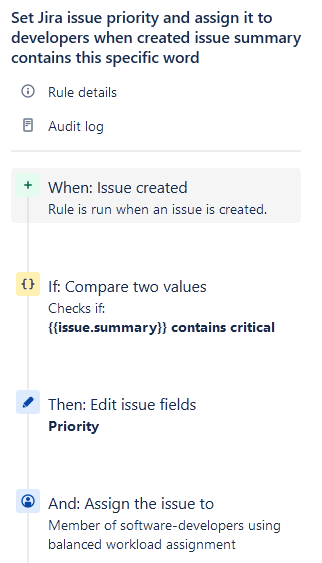 Set Jira issue priority and assign it to
developers when created issue summary
contains this specific word
Rule details
Audit log
When: Issue created
Rule is run when an issue is created.
If: Compare two values
Checks if:
{{issue.summary}} contains critical
Then: Edit issue fields
Priority
And: Assign the issue to
Member of software-developers using
balanced workload assignment